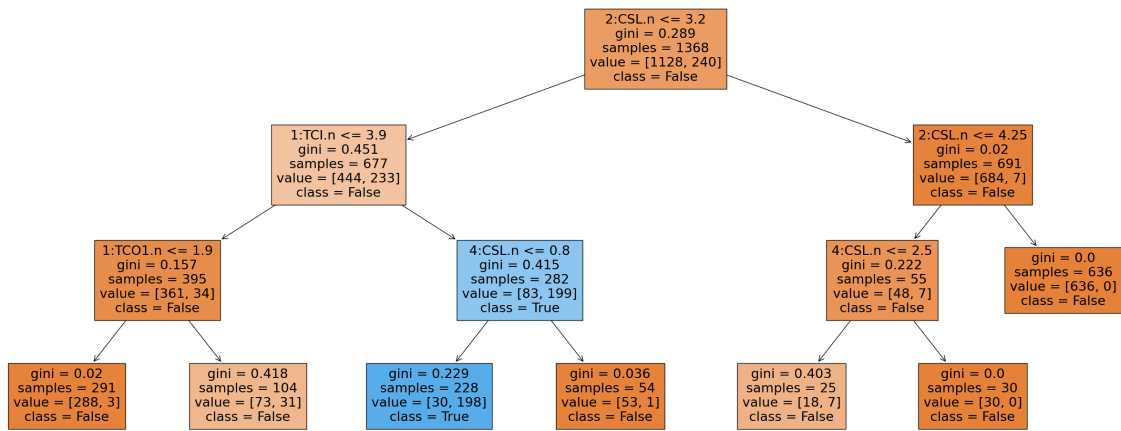 2:CSL.n <= 3.2
gini = 0.289
samples = 1368
value = [1128, 240]
class = False
1:TCI.n <= 3.9
gini = 0.451
samples = 677
value = [444, 233]
class = False
2:CSL.n <= 4.25
gini = 0.02
samples = 691
value = [684, 7]
class = False
1:TCO1.n <= 1.9
gini = 0.157
samples = 395
value = [361, 34]
class = False
4:CSL.n <= 0.8
gini = 0.415
samples = 282
value = [83, 199]
class = True
4:CSL.n <= 2.5
gini = 0.222
samples = 55
value = [48, 7]
class = False
gini = 0.0
samples = 636
value = [636, 0]
class = False
gini = 0.02
samples = 291
value = [288, 3]
class = False
gini = 0.418
samples = 104
value = [73, 31]
class = False
gini = 0.229
samples = 228
value = [30, 198]
class = True
gini = 0.036
samples = 54
value = [53, 1]
class = False
gini = 0.403
samples = 25
value = [18, 7]
class = False
gini = 0.0
samples = 30
value = [30, 0]
class = False